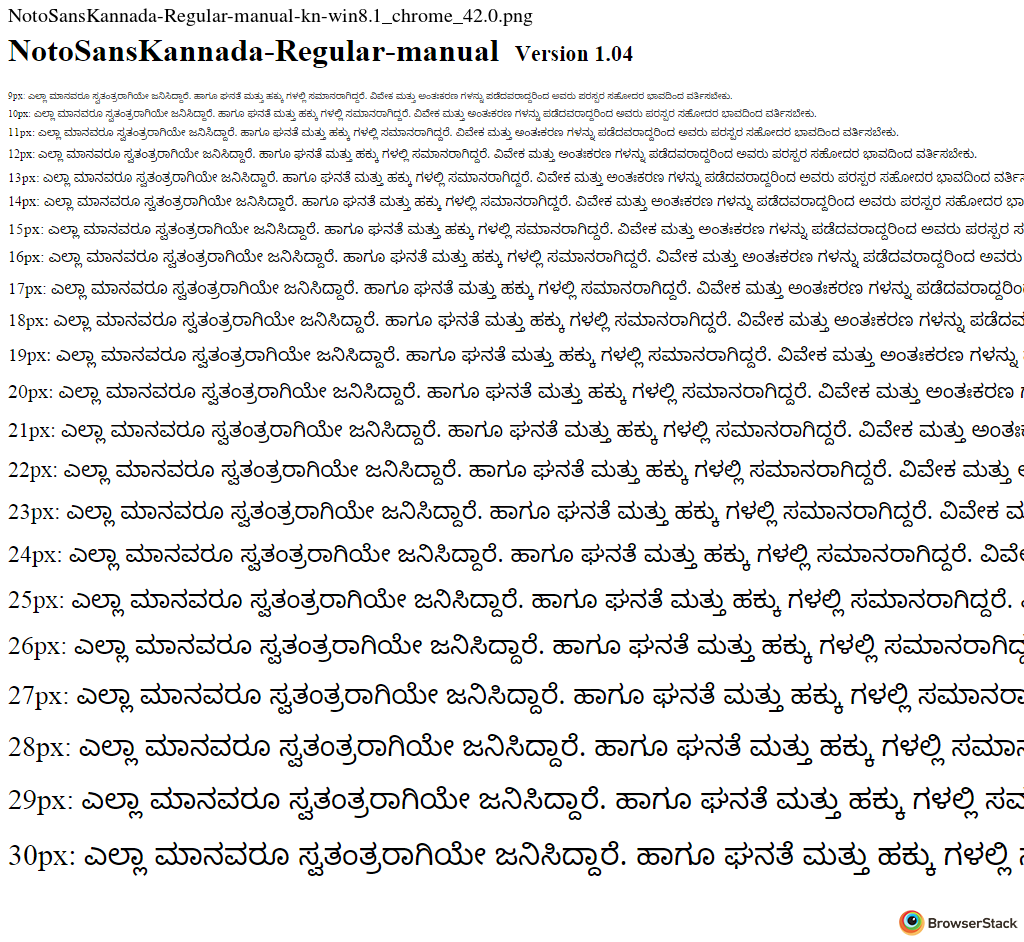 NotoSansKannada-Regular-manual-kn-win8.1_chrome_42.0.png
NotoSansKannada-Regular-manual Version 1.04
9px: ಎಲ್ಲಾ ಮಾನವರೂ ಸ್ವತಂತ್ರರಾಗಿಯೇ ಜನಿಸಿದ್ದಾರೆ. ಹಾಗೂ ಘನತೆ ಮತ್ತು ಹಕ್ಕು ಗಳಲ್ಲಿ ಸಮಾನರಾಗಿದ್ದರೆ. ವಿವೇಕ ಮತ್ತು ಅಂತಃಕರಣ ಗಳನ್ನು ಪಡೆದವರಾದ್ದರಿಂದ ಅವರು ಪರಸ್ಪರ ಸಹೋದರ ಭಾವದಿಂದ ವರ್ತಿಸಬೇಕು.
10px: ಎಲ್ಲಾ ಮಾನವರೂ ಸ್ವತಂತ್ರರಾಗಿಯೇ ಜನಿಸಿದ್ದಾರೆ. ಹಾಗೂ ಘನತೆ ಮತ್ತು ಹಕ್ಕು ಗಳಲ್ಲಿ ಸಮಾನರಾಗಿದ್ದರೆ. ವಿವೇಕ ಮತ್ತು ಅಂತಃಕರಣ ಗಳನ್ನು ಪಡೆದವರಾದ್ದರಿಂದ ಅವರು ಪರಸ್ಪರ ಸಹೋದರ ಭಾವದಿಂದ ವರ್ತಿಸಬೇಕು.
11px: ಎಲ್ಲಾ ಮಾನವರೂ ಸ್ವತಂತ್ರರಾಗಿಯೇ ಜನಿಸಿದ್ದಾರೆ. ಹಾಗೂ ಘನತೆ ಮತ್ತು ಹಕ್ಕು ಗಳಲ್ಲಿ ಸಮಾನರಾಗಿದ್ದರೆ. ವಿವೇಕ ಮತ್ತು ಅಂತಃಕರಣ ಗಳನ್ನು ಪಡೆದವರಾದ್ದರಿಂದ ಅವರು ಪರಸ್ಪರ ಸಹೋದರ ಭಾವದಿಂದ ವರ್ತಿಸಬೇಕು.
12px: ಎಲ್ಲಾ ಮಾನವರೂ ಸ್ವತಂತ್ರರಾಗಿಯೇ ಜನಿಸಿದ್ದಾರೆ. ಹಾಗೂ ಘನತೆ ಮತ್ತು ಹಕ್ಕು ಗಳಲ್ಲಿ ಸಮಾನರಾಗಿದ್ದರೆ. ವಿವೇಕ ಮತ್ತು ಅಂತಃಕರಣ ಗಳನ್ನು ಪಡೆದವರಾದ್ದರಿಂದ ಅವರು ಪರಸ್ಪರ ಸಹೋದರ ಭಾವದಿಂದ ವರ್ತಿಸಬೇಕು.
13px: ಎಲ್ಲಾ ಮಾನವರೂ ಸ್ವತಂತ್ರರಾಗಿಯೇ ಜನಿಸಿದ್ದಾರೆ. ಹಾಗೂ ಘನತೆ ಮತ್ತು ಹಕ್ಕು ಗಳಲ್ಲಿ ಸಮಾನರಾಗಿದ್ದರೆ. ವಿವೇಕ ಮತ್ತು ಅಂತಃಕರಣ ಗಳನ್ನು ಪಡೆದವರಾದ್ದರಿಂದ ಅವರು ಪರಸ್ಪರ ಸಹೋದರ ಭಾವದಿಂದ
14px: ಎಲ್ಲಾ ಮಾನವರೂ ಸ್ವತಂತ್ರರಾಗಿಯೇ ಜನಿಸಿದ್ದಾರೆ. ಹಾಗೂ ಘನತೆ ಮತ್ತು ಹಕ್ಕು ಗಳಲ್ಲಿ ಸಮಾನರಾಗಿದ್ದರೆ. ವಿವೇಕ ಮತ್ತು ಅಂತಃಕರಣ ಗಳನ್ನು ಪಡೆದವರಾದ್ದರಿಂದ ಅವರು ಪರಸ್ಪರ ಸಹೋದರ
15px: ಎಲ್ಲಾ ಮಾನವರೂ ಸ್ವತಂತ್ರರಾಗಿಯೇ ಜನಿಸಿದ್ದಾರೆ. ಹಾಗೂ ಘನತೆ ಮತ್ತು ಹಕ್ಕು ಗಳಲ್ಲಿ ಸಮಾನರಾಗಿದ್ದರೆ. ವಿವೇಕ ಮತ್ತು ಅಂತಃಕರಣ ಗಳನ್ನು ಪಡೆದವರಾದ್ದರಿಂದ ಅವರು ಪರಸ್ಪರ
16px: ಎಲ್ಲಾ ಮಾನವರೂ ಸ್ವತಂತ್ರರಾಗಿಯೇ ಜನಿಸಿದ್ದಾರೆ. ಹಾಗೂ ಘನತೆ ಮತ್ತು ಹಕ್ಕು ಗಳಲ್ಲಿ ಸಮಾನರಾಗಿದ್ದರೆ. ವಿವೇಕ ಮತ್ತು ಅಂತಃಕರಣ ಗಳನ್ನು ಪಡೆದವರಾದ್ದರಿಂದ ಅವರು
17px: ಎಲ್ಲಾ ಮಾನವರೂ ಸ್ವತಂತ್ರರಾಗಿಯೇ ಜನಿಸಿದ್ದಾರೆ. ಹಾಗೂ ಘನತೆ ಮತ್ತು ಹಕ್ಕು ಗಳಲ್ಲಿ ಸಮಾನರಾಗಿದ್ದರೆ. ವಿವೇಕ ಮತ್ತು ಅಂತಃಕರಣ ಗಳನ್ನು
18px: ಎಲ್ಲಾ ಮಾನವರೂ ಸ್ವತಂತ್ರರಾಗಿಯೇ ಜನಿಸಿದ್ದಾರೆ. ಹಾಗೂ ಘನತೆ ಮತ್ತು ಹಕ್ಕು ಗಳಲ್ಲಿ ಸಮಾನರಾಗಿದ್ದರೆ. ವಿವೇಕ ಮತ್ತು ಅಂತಃಕರಣ ಗಳನ್ನು
19px: ಎಲ್ಲಾ ಮಾನವರೂ ಸ್ವತಂತ್ರರಾಗಿಯೇ ಜನಿಸಿದ್ದಾರೆ. ಹಾಗೂ ಘನತೆ ಮತ್ತು ಹಕ್ಕು ಗಳಲ್ಲಿ ಸಮಾನರಾಗಿದ್ದರೆ. ವಿವೇಕ ಮತ್ತು ಅಂತಃಕರಣ ಗಳನ್ನು
20px: ಎಲ್ಲಾ ಮಾನವರೂ ಸ್ವತಂತ್ರರಾಗಿಯೇ ಜನಿಸಿದ್ದಾರೆ. ಹಾಗೂ ಘನತೆ ಮತ್ತು ಹಕ್ಕು ಗಳಲ್ಲಿ ಸಮಾನರಾಗಿದ್ದರೆ. ವಿವೇಕ ಮತ್ತು ಅಂತಃಕರಣ
21px: ಎಲ್ಲಾ ಮಾನವರೂ ಸ್ವತಂತ್ರರಾಗಿಯೇ ಜನಿಸಿದ್ದಾರೆ. ಹಾಗೂ ಘನತೆ ಮತ್ತು ಹಕ್ಕು ಗಳಲ್ಲಿ ಸಮಾನರಾಗಿದ್ದರೆ. ವಿವೇಕ ಮತ್ತು
22px: ಎಲ್ಲಾ ಮಾನವರೂ ಸ್ವತಂತ್ರರಾಗಿಯೇ ಜನಿಸಿದ್ದಾರೆ. ಹಾಗೂ ಘನತೆ ಮತ್ತು ಹಕ್ಕು ಗಳಲ್ಲಿ ಸಮಾನರಾಗಿದ್ದರೆ. ವಿವೇಕ ಮತ್ತು
23px: ಎಲ್ಲಾ ಮಾನವರೂ ಸ್ವತಂತ್ರರಾಗಿಯೇ ಜನಿಸಿದ್ದಾರೆ. ಹಾಗೂ ಘನತೆ ಮತ್ತು ಹಕ್ಕು ಗಳಲ್ಲಿ ಸಮಾನರಾಗಿದ್ದರೆ. ವಿವೇಕ
24px: ಎಲ್ಲಾ ಮಾನವರೂ ಸ್ವತಂತ್ರರಾಗಿಯೇ ಜನಿಸಿದ್ದಾರೆ. ಹಾಗೂ ಘನತೆ ಮತ್ತು ಹಕ್ಕು ಗಳಲ್ಲಿ ಸಮಾನರಾಗಿದ್ದರೆ.
25px: ಎಲ್ಲಾ ಮಾನವರೂ ಸ್ವತಂತ್ರರಾಗಿಯೇ ಜನಿಸಿದ್ದಾರೆ. ಹಾಗೂ ಘನತೆ ಮತ್ತು ಹಕ್ಕು ಗಳಲ್ಲಿ ಸಮಾನರಾಗಿದ್ದರೆ.
26px: ಎಲ್ಲಾ ಮಾನವರೂ ಸ್ವತಂತ್ರರಾಗಿಯೇ ಜನಿಸಿದ್ದಾರೆ. ಹಾಗೂ ಘನತೆ ಮತ್ತು ಹಕ್ಕು ಗಳಲ್ಲಿ
27px: ಎಲ್ಲಾ ಮಾನವರೂ ಸ್ವತಂತ್ರರಾಗಿಯೇ ಜನಿಸಿದ್ದಾರೆ. ಹಾಗೂ ಘನತೆ ಮತ್ತು ಹಕ್ಕು ಗಳಲ್ಲಿ
28px: ಎಲ್ಲಾ ಮಾನವರೂ ಸ್ವತಂತ್ರರಾಗಿಯೇ ಜನಿಸಿದ್ದಾರೆ. ಹಾಗೂ ಘನತೆ ಮತ್ತು ಹಕ್ಕು ಗಳಲ್ಲಿ
29px: ಎಲ್ಲಾ ಮಾನವರೂ ಸ್ವತಂತ್ರರಾಗಿಯೇ ಜನಿಸಿದ್ದಾರೆ. ಹಾಗೂ ಘನತೆ ಮತ್ತು ಹಕ್ಕು ಗಳಲ್ಲಿ
30px: ಎಲ್ಲಾ ಮಾನವರೂ ಸ್ವತಂತ್ರರಾಗಿಯೇ ಜನಿಸಿದ್ದಾರೆ. ಹಾಗೂ ಘನತೆ ಮತ್ತು ಹಕ್ಕು ಗಳಲ್ಲಿ
BrowserStack